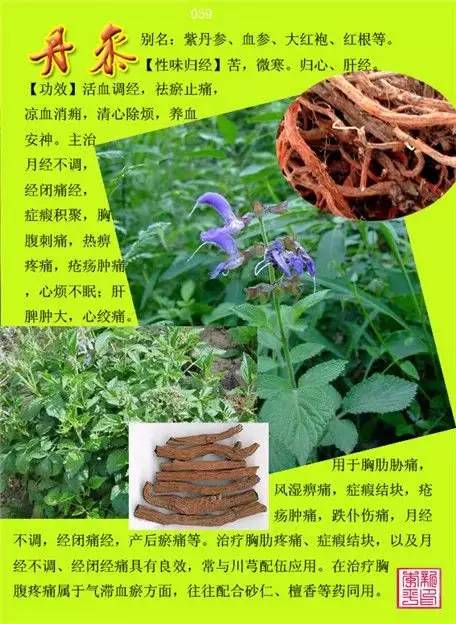 059
丹参
别名：紫丹参、血参、大红袍、红根等。
【性味归经】苦，微寒。归心、肝经。
【功效】活血调经，祛瘀止痛，
凉血消痈，清心除烦，养血
安神。主治
月经不调，
经闭痛经，
症瘕积聚，胸
腹刺痛，热痹
疼痛，疮疡肿痛
，心烦不眠；肝
脾肿大，心绞痛。
用于胸肋胁痛，
风湿痹痛，症瘕结块，疮
疡肿痛，跌仆伤痛，月经
不调，经闭痛经，产后瘀痛等。治疗胸肋疼痛、症瘕结块，以及月
经不调、经闭经痛具有良效，常与川芎配伍应用。在治疗胸
腹疼痛属于气滞血瘀方面，往往配合砂仁、檀香等药同用。